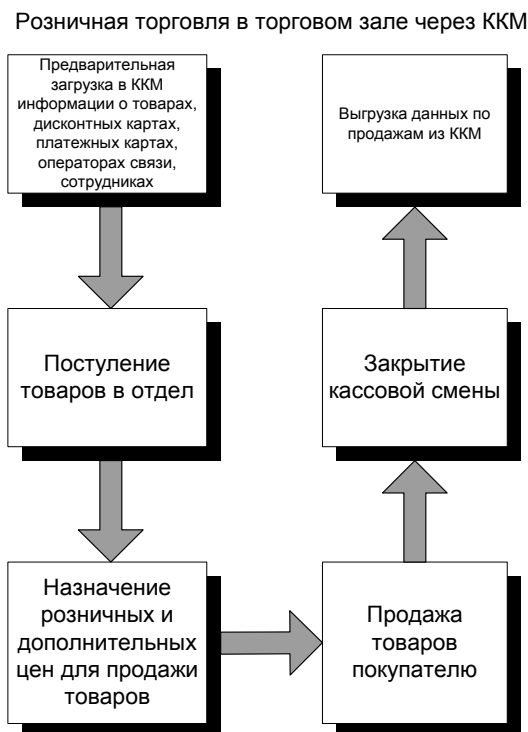 Розничная торговля в торговом зале через ККМ
Предварительная
загрузка в ККМ
информации о товарах,
дисконтных картах,
платежных картах,
операторах связи,
сотрудниках
Поступление
товаров в отдел
Назначение
розничных и
дополнительных
цен для продажи
товаров
Продажа
товаров
покупателю
Закрытие
кассовой смены
Выгрузка данных по
продажам из ККМ